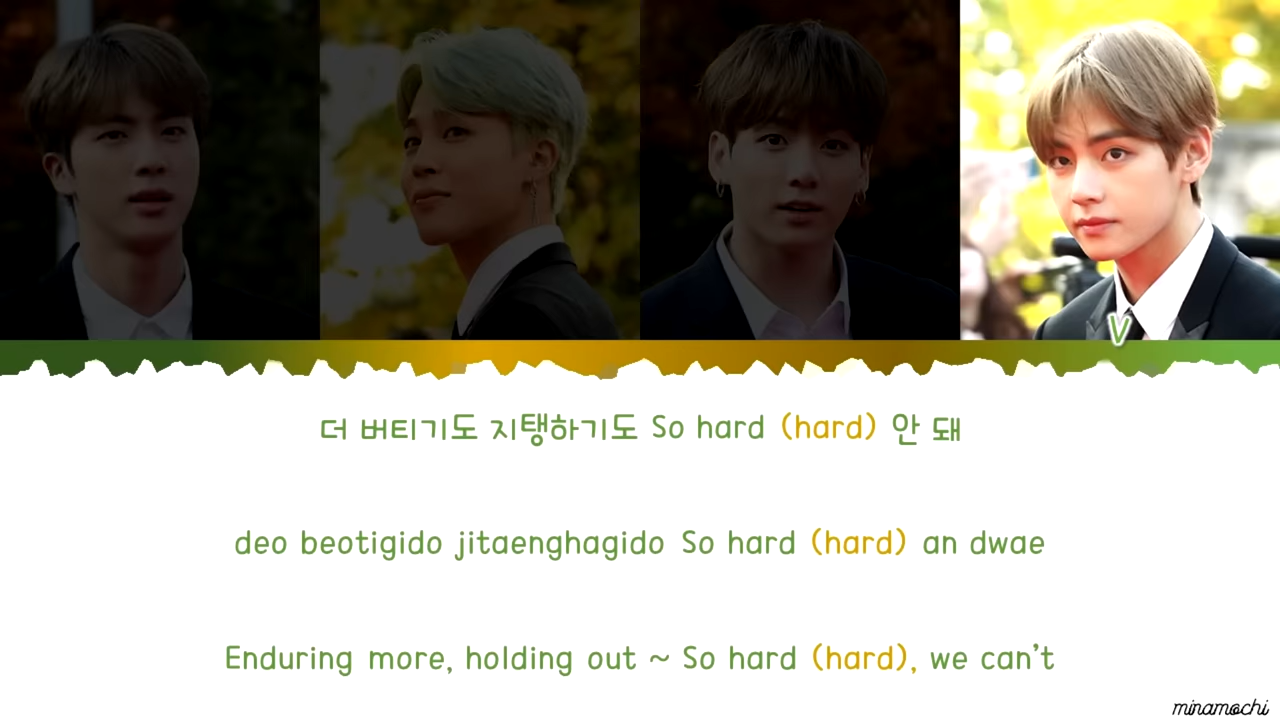 V
더 버티기도 지탱하기도 So hard (hard) 안 돼
deo beotigido jitaenghagido So hard (hard) an dwae
Enduring more, holding out ~ So hard (hard), we can't
minamochi